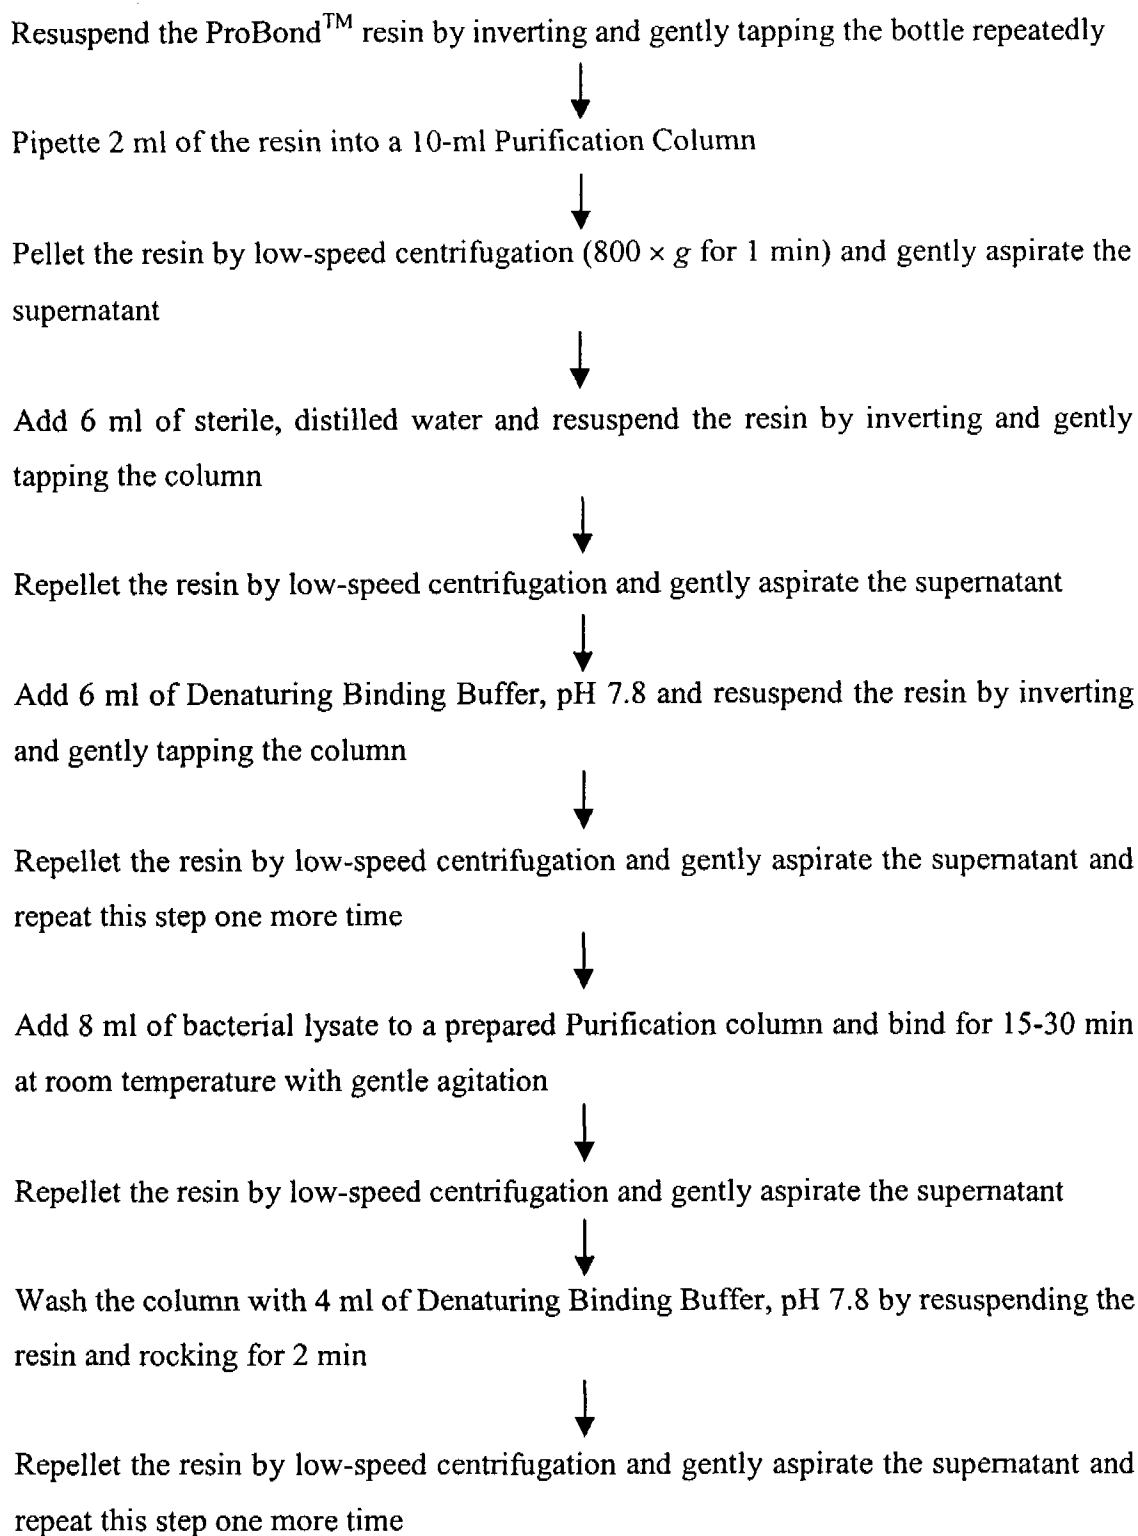 Resuspend the ProBond™ resin by inverting and gently tapping the bottle repeatedly
Pipette 2 ml of the resin into a 10-ml Purification Column
Pellet the resin by low-speed centrifugation (800 × g for 1 min) and gently aspirate the
supernatant
Add 6 ml of sterile, distilled water and resuspend the resin by inverting and gently
tapping the column
Repellet the resin by low-speed centrifugation and gently aspirate the supernatant
Add 6 ml of Denaturing Binding Buffer, pH 7.8 and resuspend the resin by inverting
and gently tapping the column
Repellet the resin by low-speed centrifugation and gently aspirate the supernatant and
repeat this step one more time
Add 8 ml of bacterial lysate to a prepared Purification column and bind for 15-30 min
at room temperature with gentle agitation
Repellet the resin by low-speed centrifugation and gently aspirate the supernatant
Wash the column with 4 ml of Denaturing Binding Buffer, pH 7.8 by resuspending the
resin and rocking for 2 min
Repellet the resin by low-speed centrifugation and gently aspirate the supernatant and
repeat this step one more time